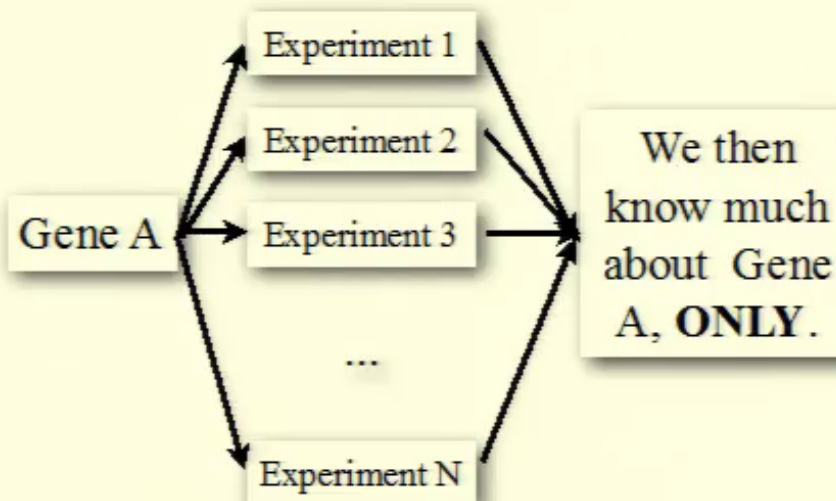 Experiment 1
Experiment 2
Gene A
Experiment 3
...
Experiment N
We then
know much
about Gene
A, ONLY.